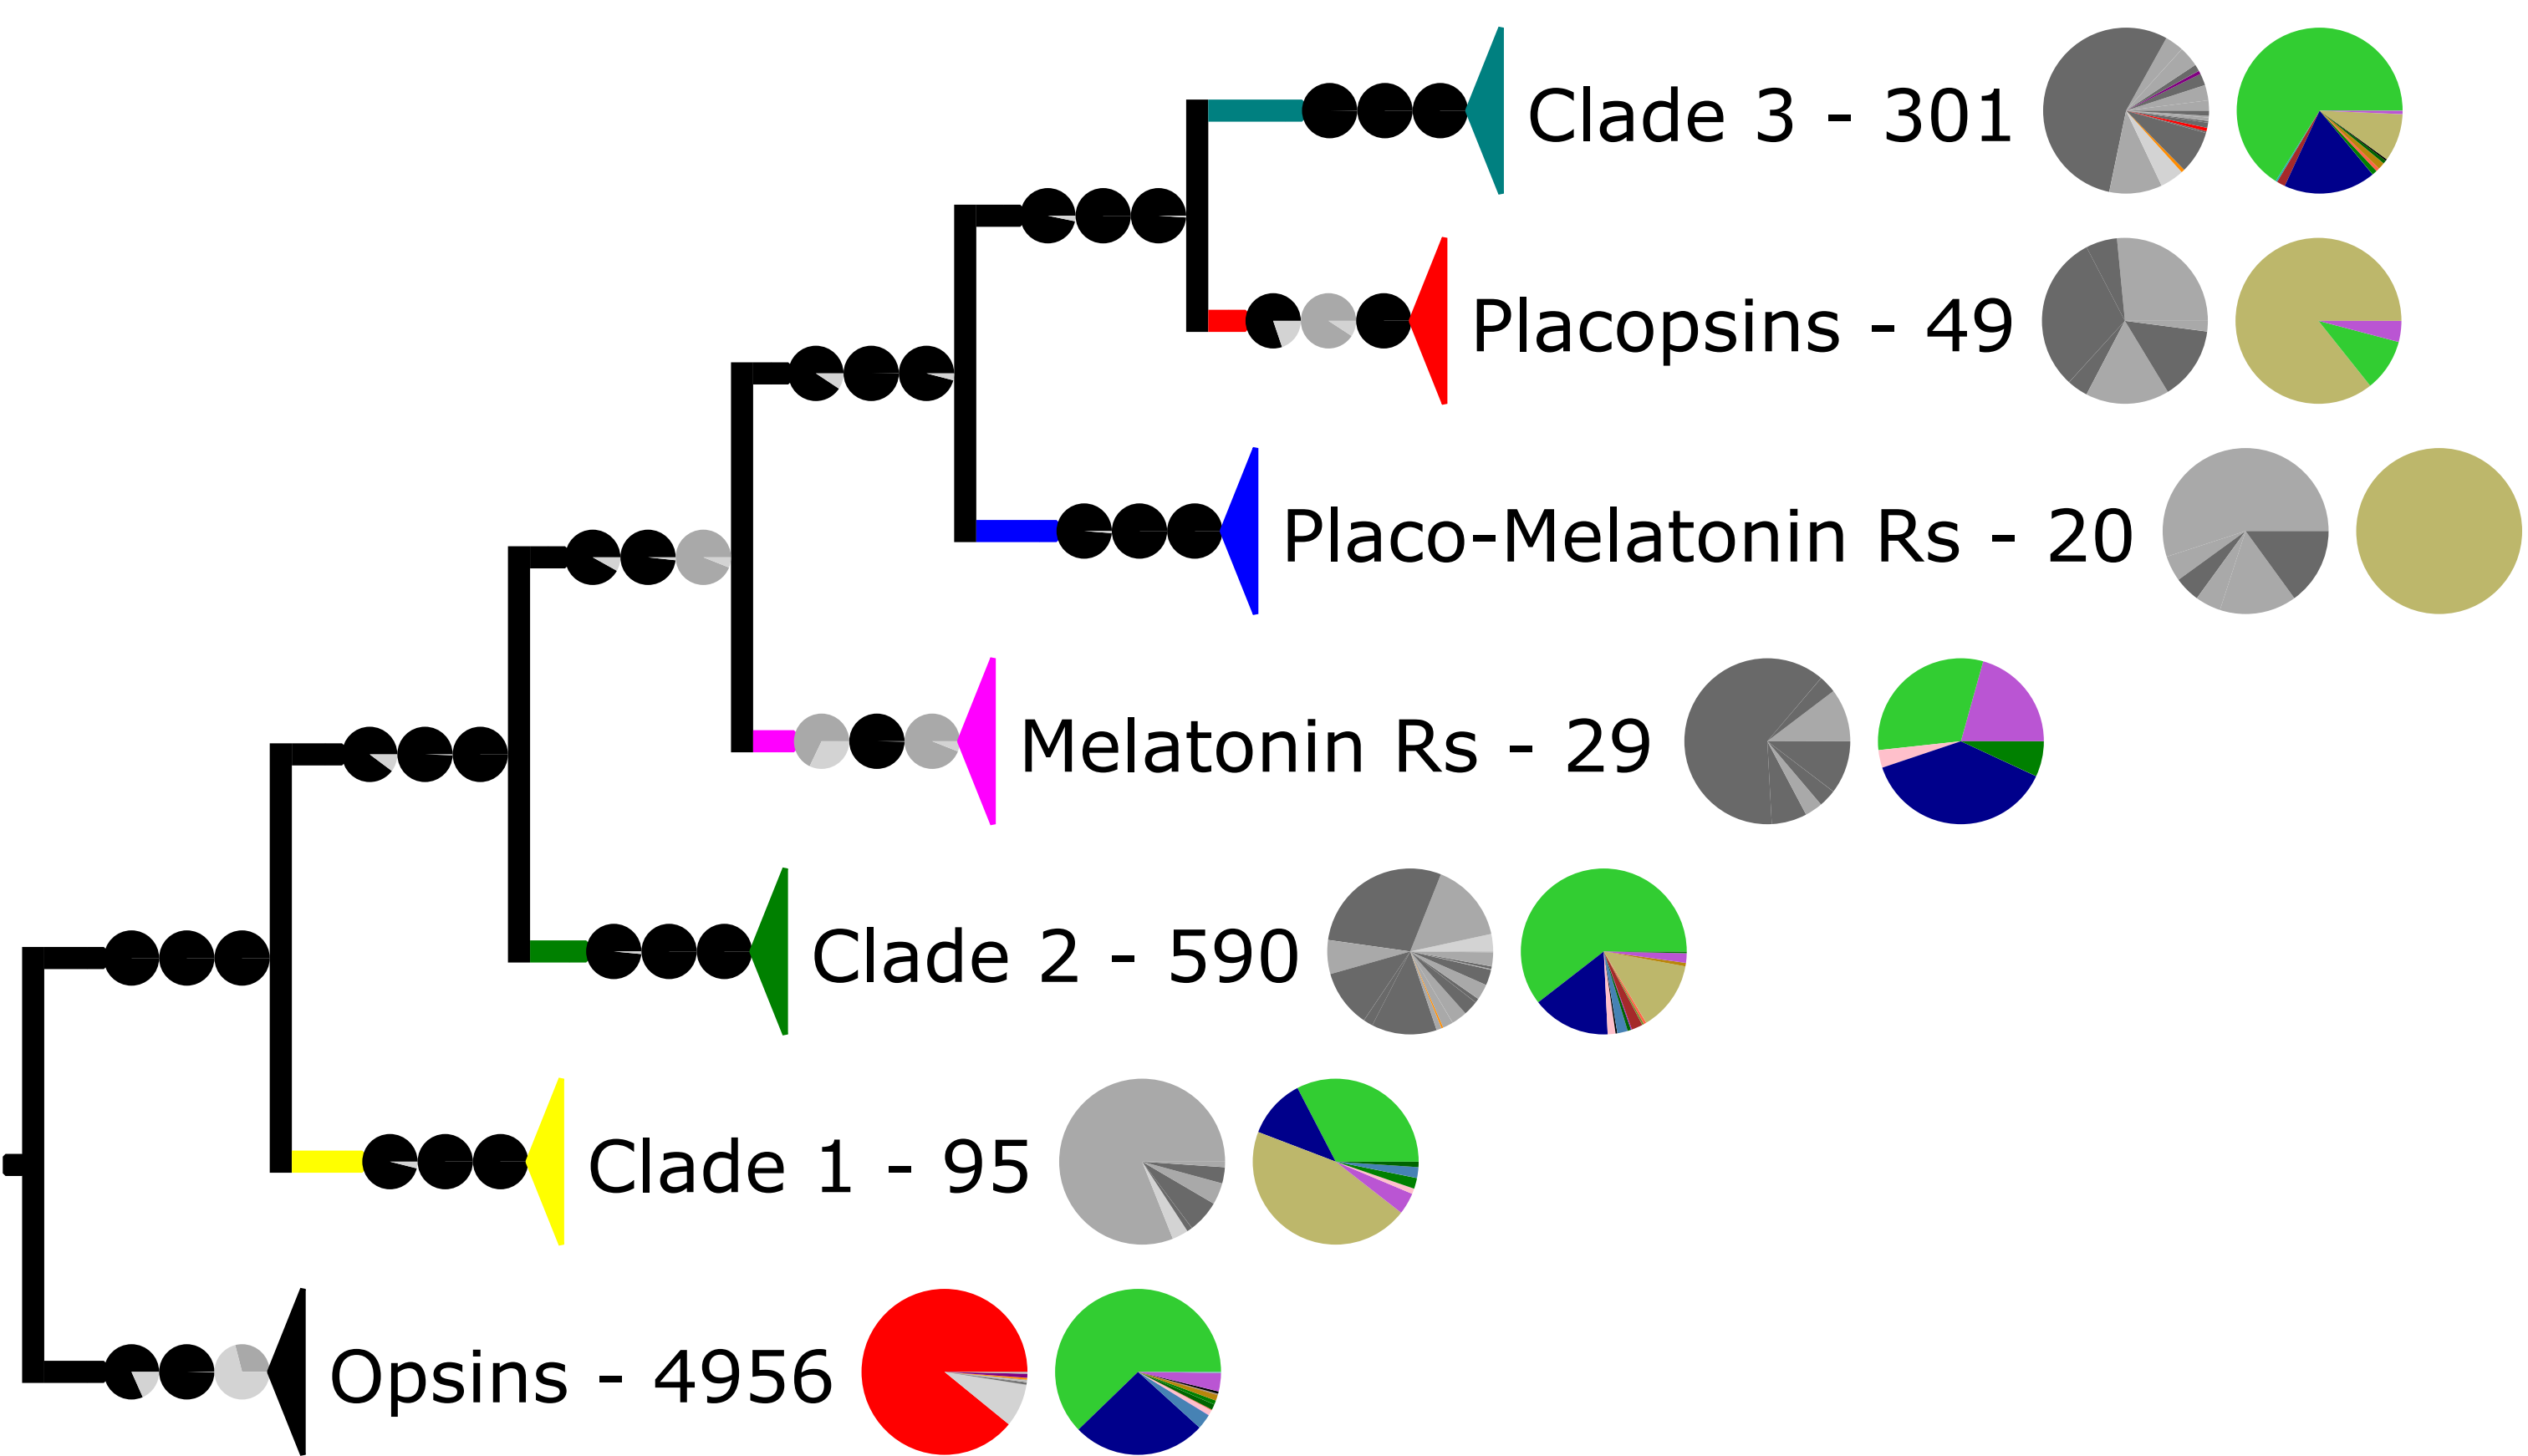 Clade 3 - 301
Placopsins - 49
Placo-Melatonin Rs - 20
Melatonin Rs - 29
Clade 2 - 590
Clade 1 - 95
Opsins - 4956